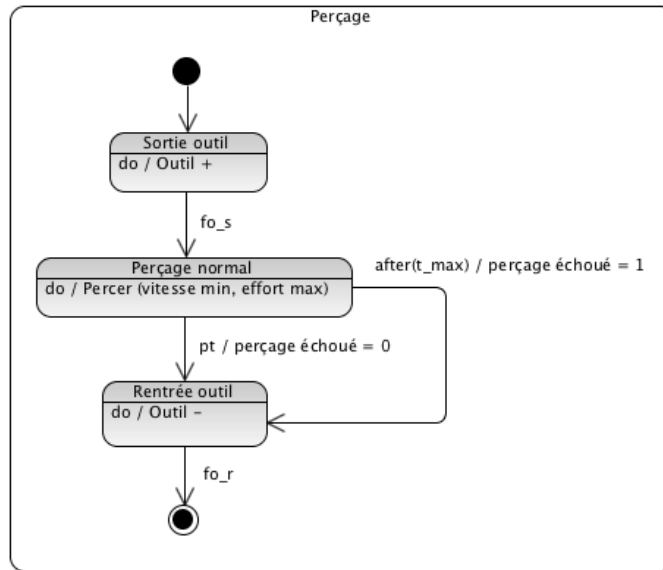 Perçage
Sortie outil
do / Outil +
fo_s
Perçage normal
do / Percer (vitesse min, effort max)
after(t_max) / perçage échoué = 1
pt / perçage échoué = 0
Rentrée outil
do / Outil -
fo_r